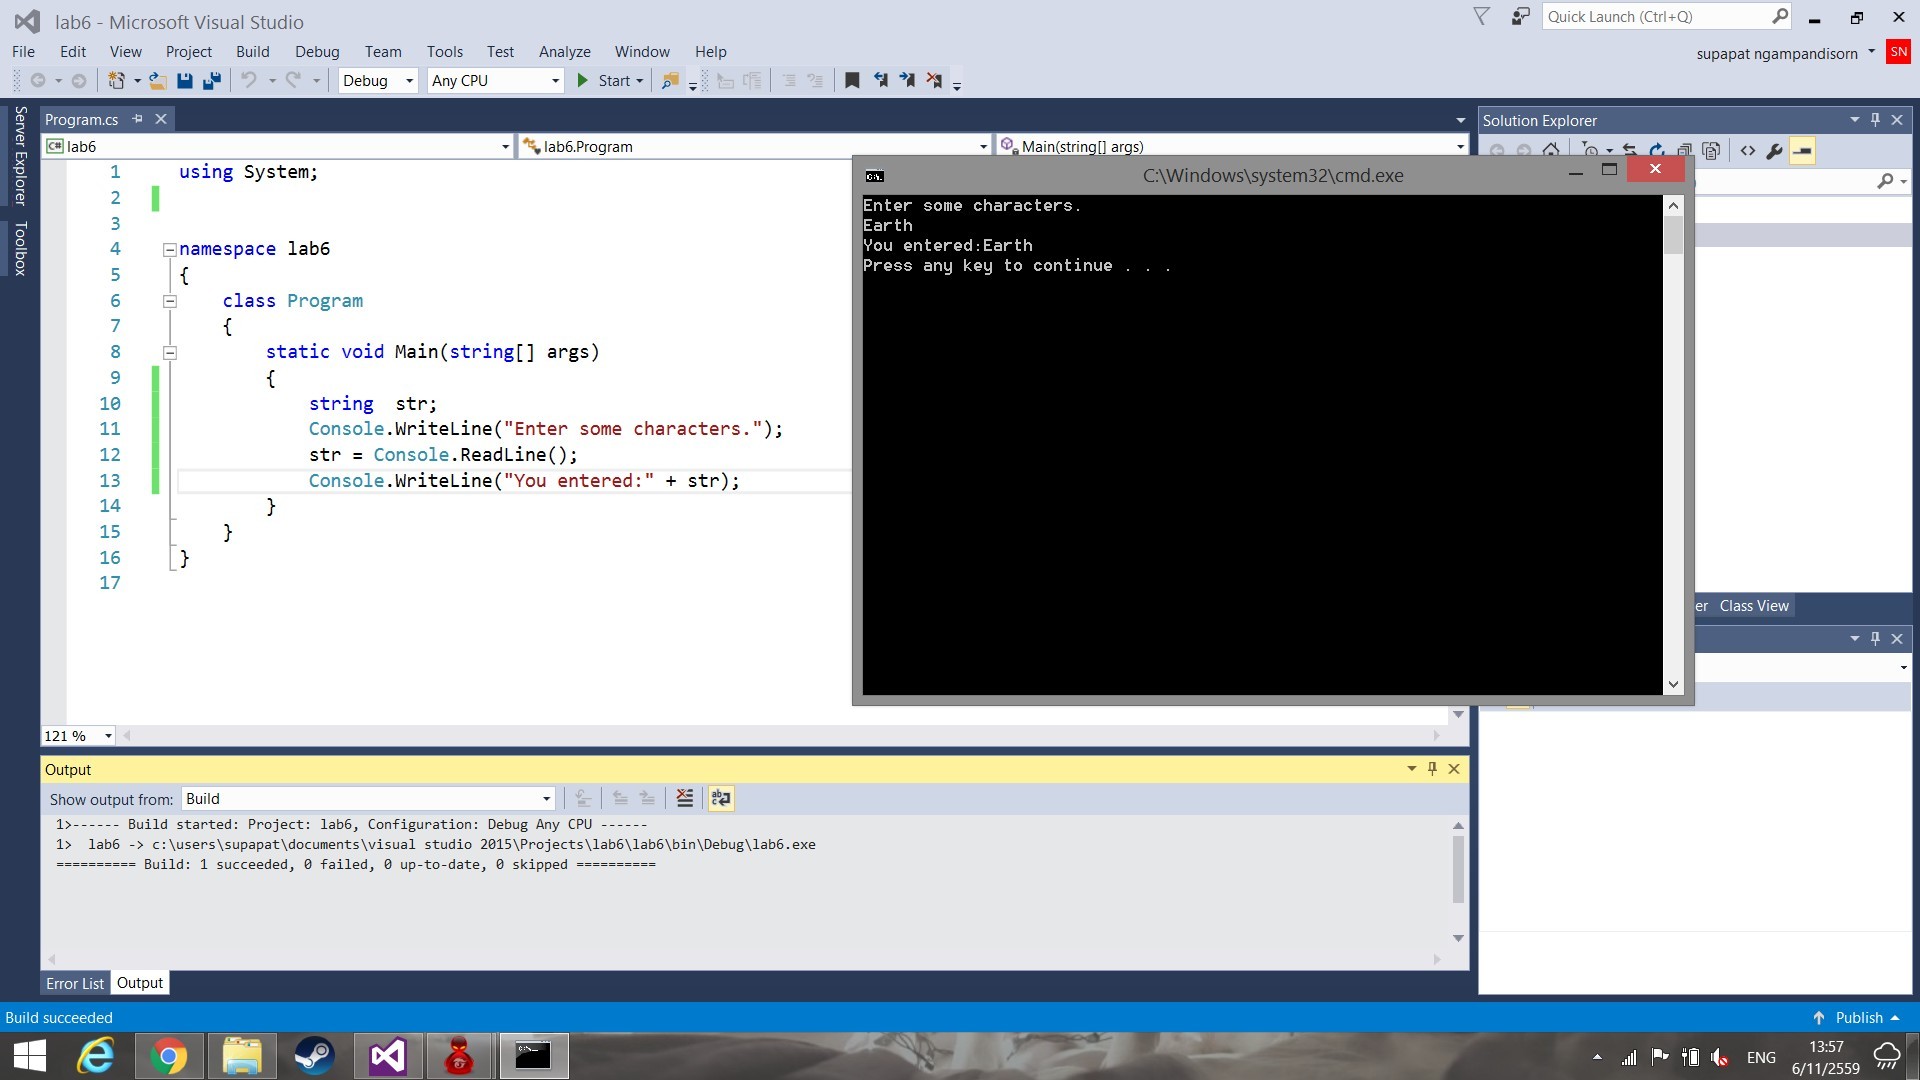 lab6 - Microsoft Visual Studio
Quick Launch (Ctrl+Q)
File Edit View Project Build Debug Team Tools Test Analyze Window Help
supapat ngampandisorn SN
Debug Any CPU Start
Server Explorer
Toolbox
Program.cs
C# lab6 lab6.Program Main(string[] args)
1 using System;
2
3
4 namespace lab6
5 {
6 class Program
7 {
8 static void Main(string[] args)
9 {
10 string  str;
11 Console.WriteLine("Enter some characters.");
12 str = Console.ReadLine();
13 Console.WriteLine("You entered:" + str);
14 }
15 }
16 }
17
121 %
Solution Explorer
C:\Windows\system32\cmd.exe
Enter some characters.
Earth
You entered:Earth
Press any key to continue . . .
er Class View
Output
Show output from: Build
1>------ Build started: Project: lab6, Configuration: Debug Any CPU ------
1>  lab6 -> c:\users\supapat\documents\visual studio 2015\Projects\lab6\lab6\bin\Debug\lab6.exe
========== Build: 1 succeeded, 0 failed, 0 up-to-date, 0 skipped ==========
Error List Output
Build succeeded
Publish
ENG
13:57
6/11/2559